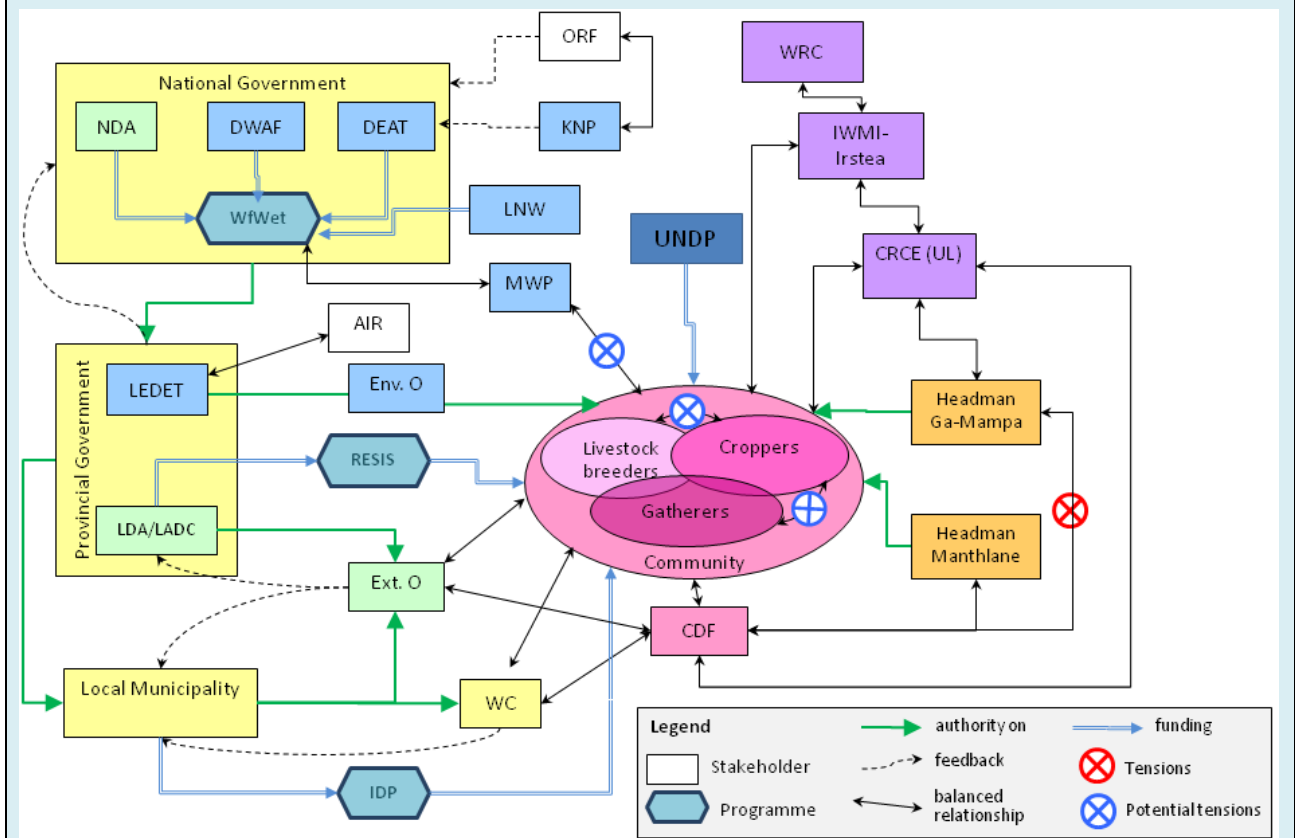 ORF
WRC
National Government
NDA
DWAF
DEAT
KNP
IWMI-
Irstea
WfWet
LNW
UNDP
CRCE (UL)
MWP
AIR
Provincial Government
LEDET
Env. O
Headman
Ga-Mampa
RESIS
Livestock
breeders
Croppers
Gatherers
Community
LDA/LADC
Headman
Manthlane
Ext. O
CDF
Local Municipality
WC
IDP
Legend
authority on
funding
Stakeholder
feedback
Tensions
Programme
balanced
relationship
Potential tensions